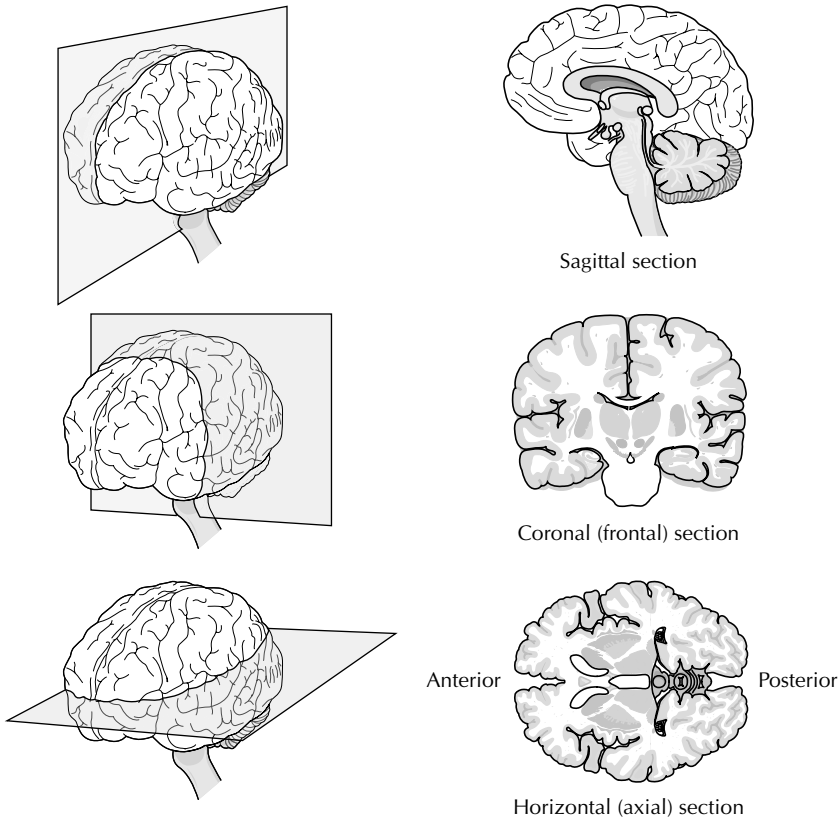 Sagittal section
Coronal (frontal) section
Anterior
Posterior
Horizontal (axial) section